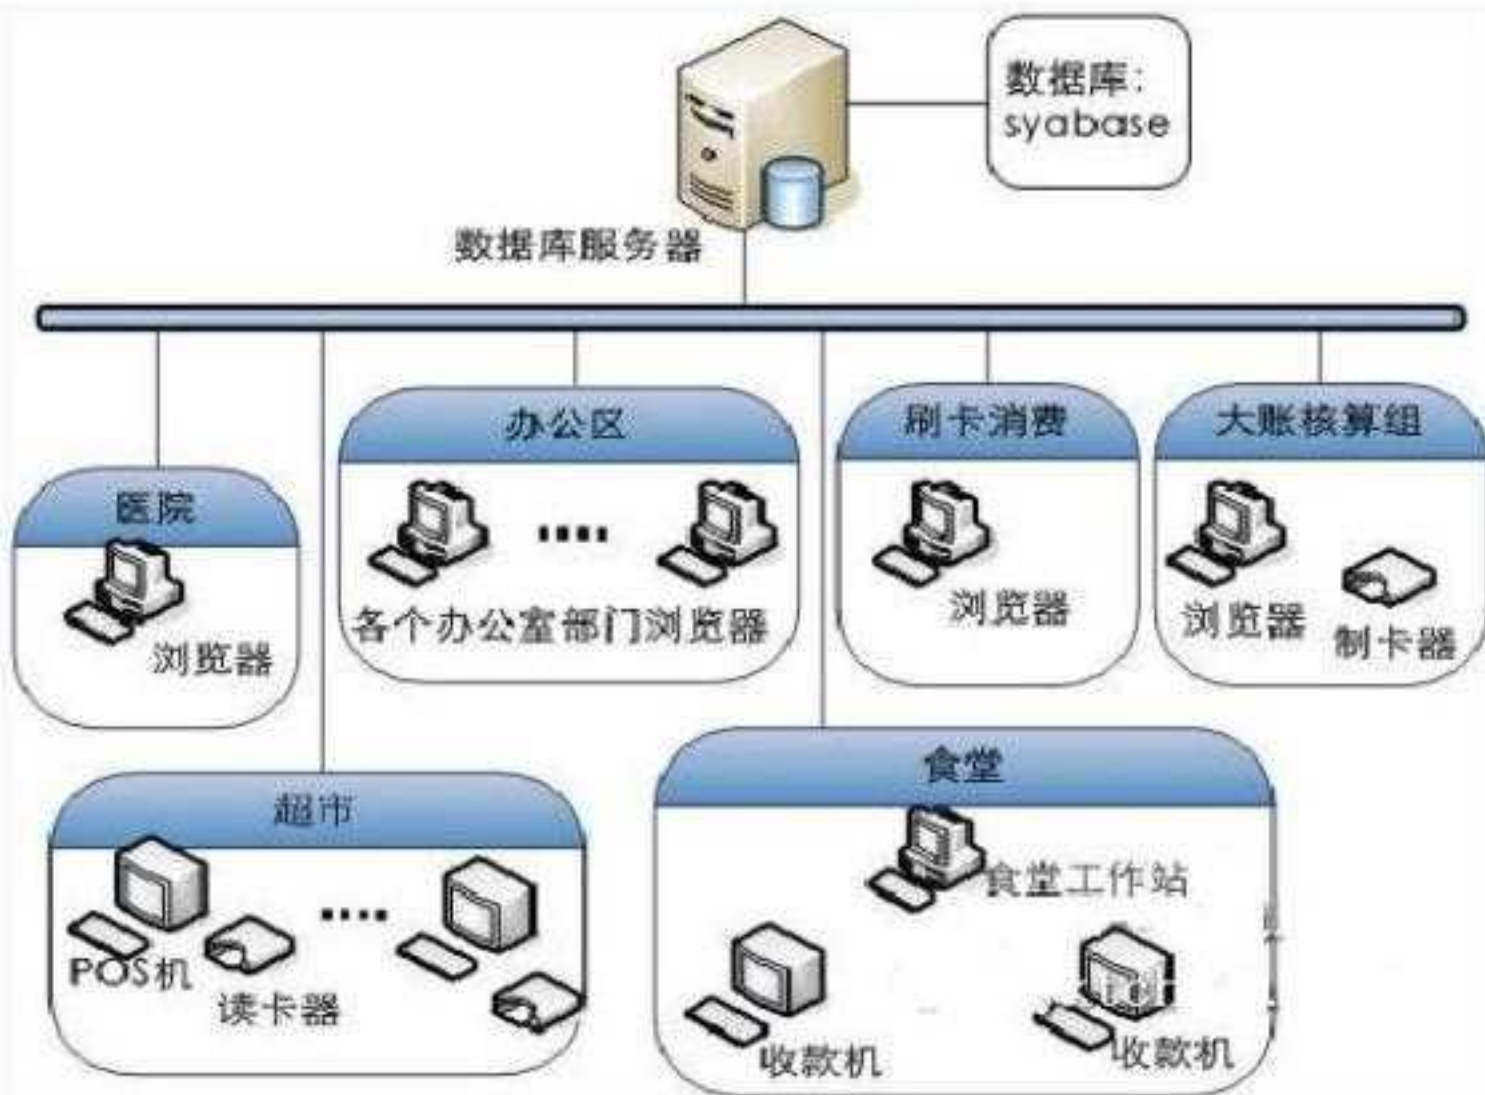 数据库:
syabase
数据库服务器
办公区
刷卡消费
大账核算组
医院
浏览器
各个办公室部门浏览器
浏览器
浏览器
制卡器
超市
POS机
读卡器
食堂
食堂工作站
收款机
收款机